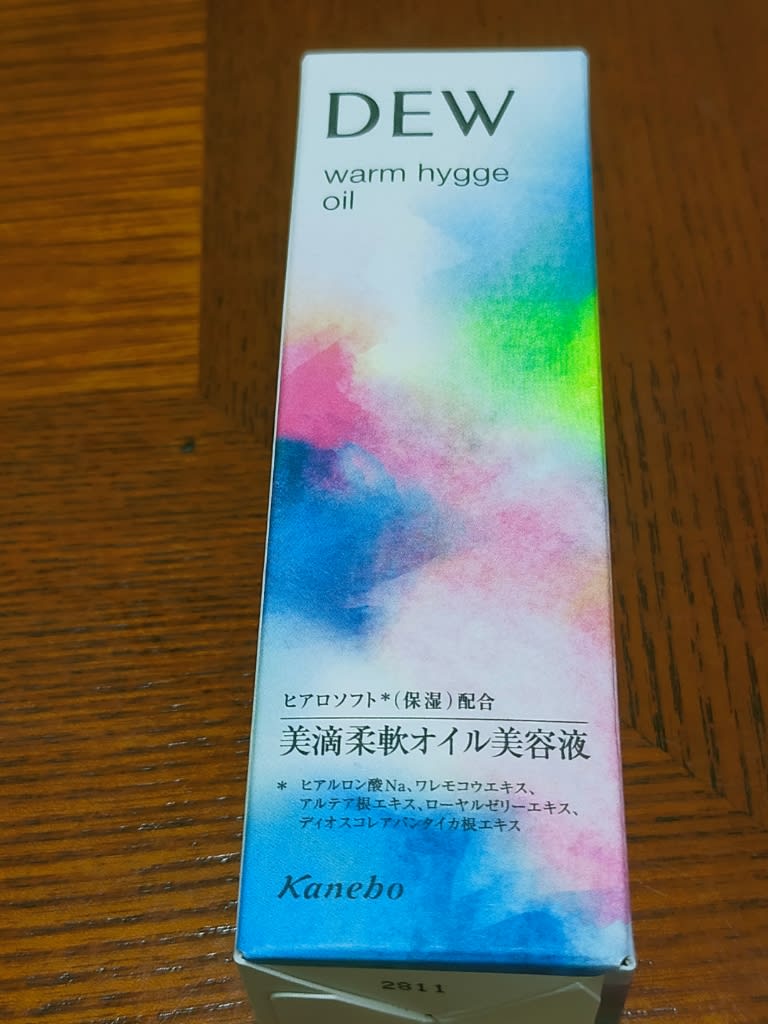 DEW
warm hygge
oil
ヒアロソフト*(保湿)配合
美滴柔軟オイル美容液
* ヒアルロン酸Na、ワレモコウエキス、
アルテア根エキス、ローヤルゼリーエキス、
ディオスコレアバンタイカ根エキス
Kanebo
2811